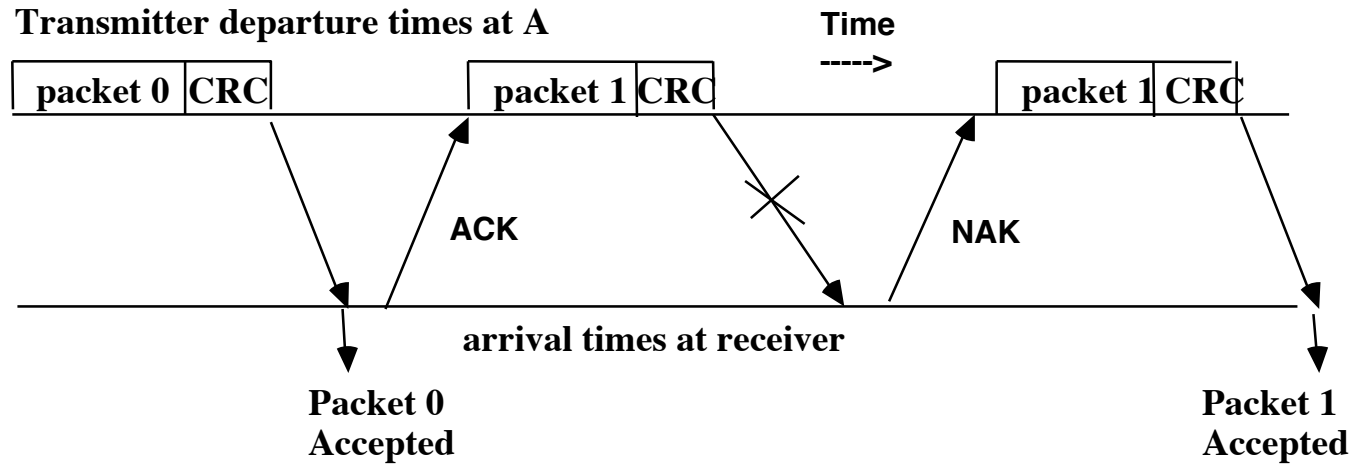 Transmitter departure times at A
Time
----->
packet 0 CRC
packet 1 CRC
packet 1 CRC
ACK
NAK
arrival times at receiver
Packet 0
Accepted
Packet 1
Accepted